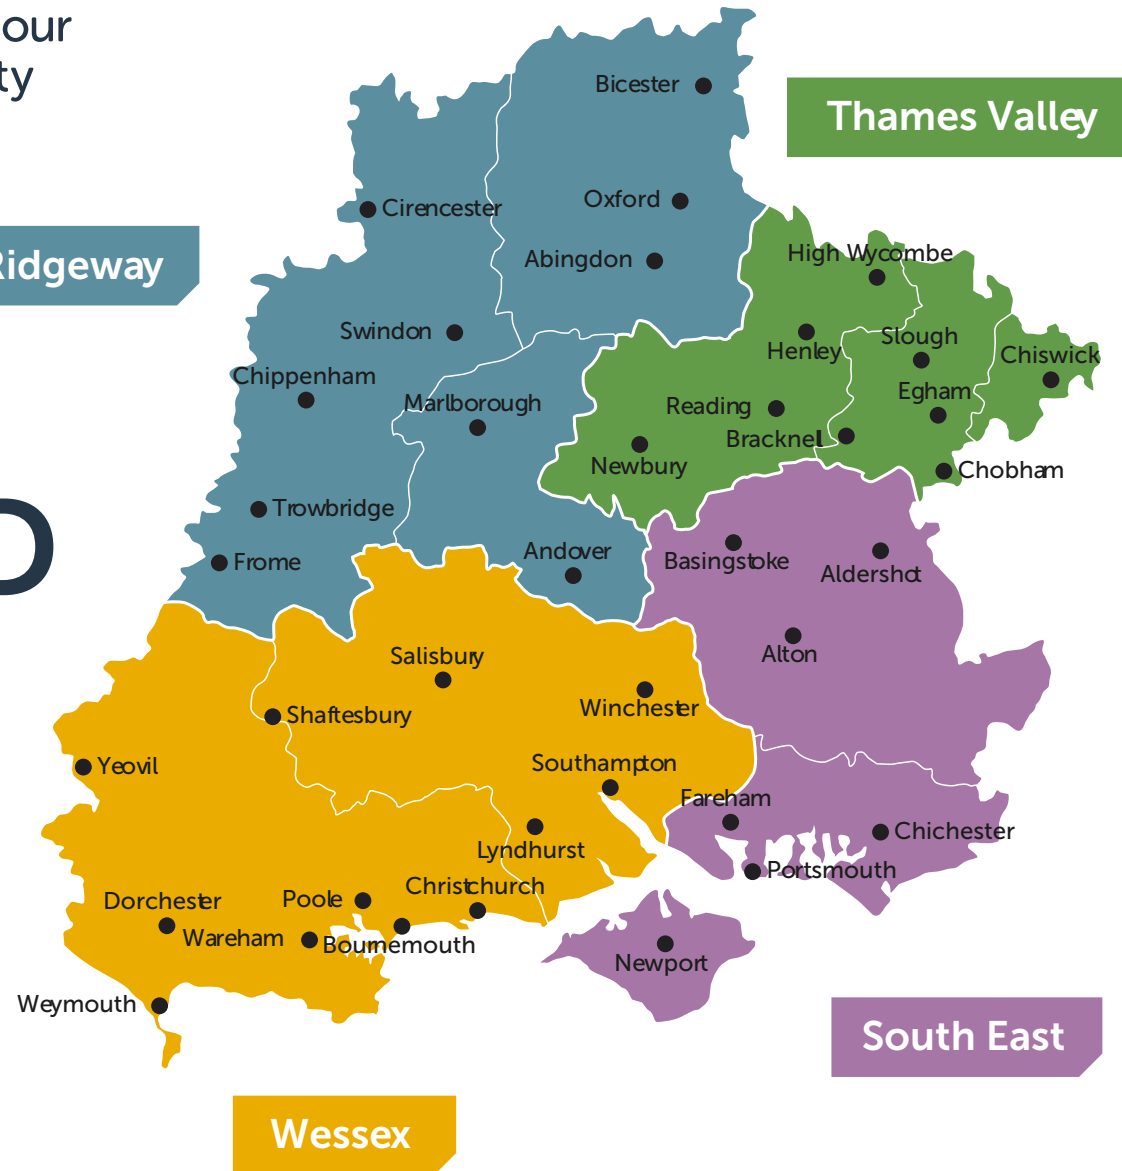 our
ty
Bicester
Thames Valley
Oxford
Cirencester
Ridgeway
Abingdon
High Wycombe
Swindon
Slough
Henley
Chiswick
Chippenham
Egham
Marlborough
Reading
Bracknell
Newbury
Chobham
Trowbridge
D
Andover
Basingstoke
Frome
Aldershot
Salisbury
Alton
Winchester
Shaftesbury
Southampton
Yeovil
Fareham
Chichester
Lyndhurst
Portsmouth
Christchurch
Poole
Dorchester
Wareham
Bournemouth
Newport
Weymouth
South East
Wessex